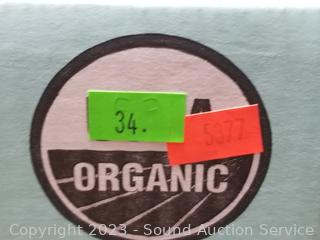 34.
5377
ORGANIC
Copyright 2023 - Sound Auction Service